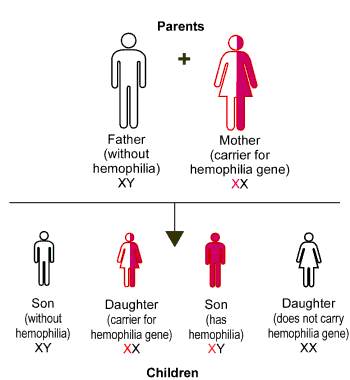 Parents
+
Father
(without
hemophilia)
XY
Mother
(carrier for
hemophilia gene)
XX
Son
(without
hemophilia)
XY
Daughter
(carrier for
hemophilia gene)
XX
Son
(has
hemophilia)
XY
Daughter
(does not carry
hemophilia gene)
XX
Children